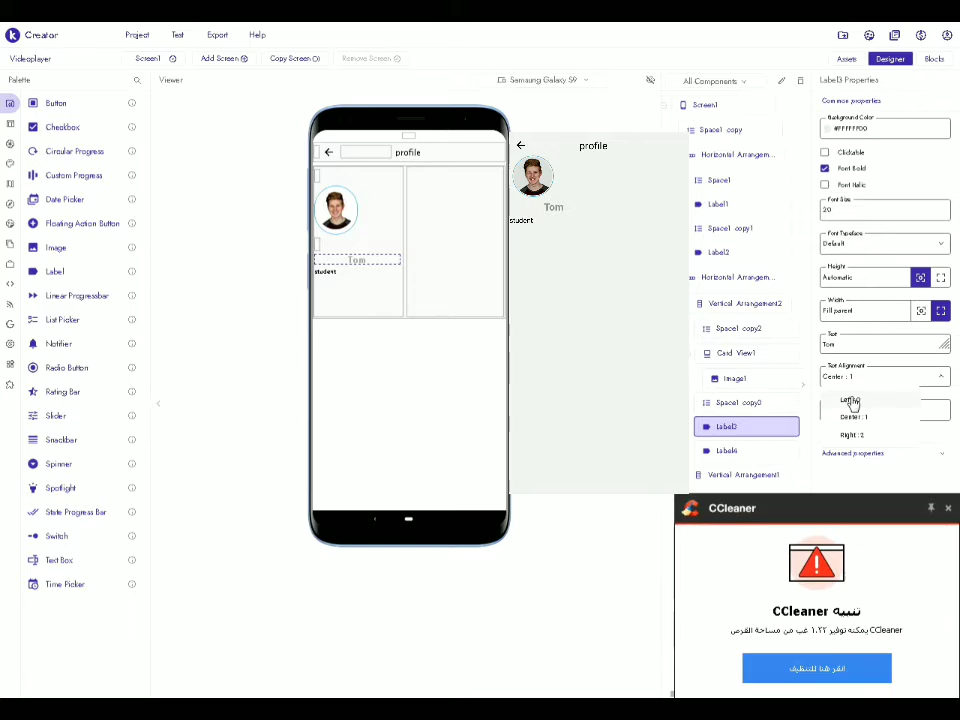 Creator
Project Test Export Help
Videoplayer
Screen1 Add Screen Copy Screen Remove Screen
Assets Designer Blocks
Palette
Viewer
Samsung Galaxy S9
All Components
Label3 Properties
Button
Checkbox
Circular Progress
Custom Progress
Date Picker
Floating Action Button
Image
Label
Linear Progressbar
List Picker
Notifier
Radio Button
Rating Bar
Slider
Snackbar
Spinner
Spotlight
State Progress Bar
Switch
Text Box
Time Picker
profile
Tom
student
profile
Tom
student
Screen1
Space1 copy
Horizontal Arrangem...
Space1
Label1
Space1 copy1
Label2
Horizontal Arrangem...
Vertical Arrangement2
Space1 copy2
Card View1
Image1
Space1 copy0
Label3
Label4
Vertical Arrangement1
Common properties
Background Color
#FFFFFF00
Clickable
Font Bold
Font Italic
Font Size
20
Font Typeface
Default
Height
Automatic
Width
Fill parent
Text
Tom
Text Alignment
Center : 1
Center : 1
Right : 2
Advanced properties
CCleaner
تنبيه CCleaner
CCleaner يمكنه توفير ١.٢٢ غب من مساحة القرص
انقر هنا للتنظيف